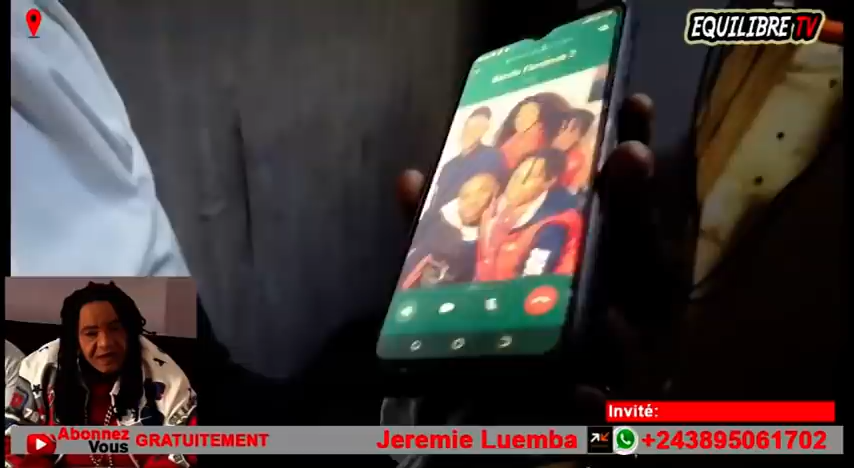 EQUILIBRE TV
Invité:
Abonnez
Vous
GRATUITEMENT
Jeremie Luemba
+243895061702